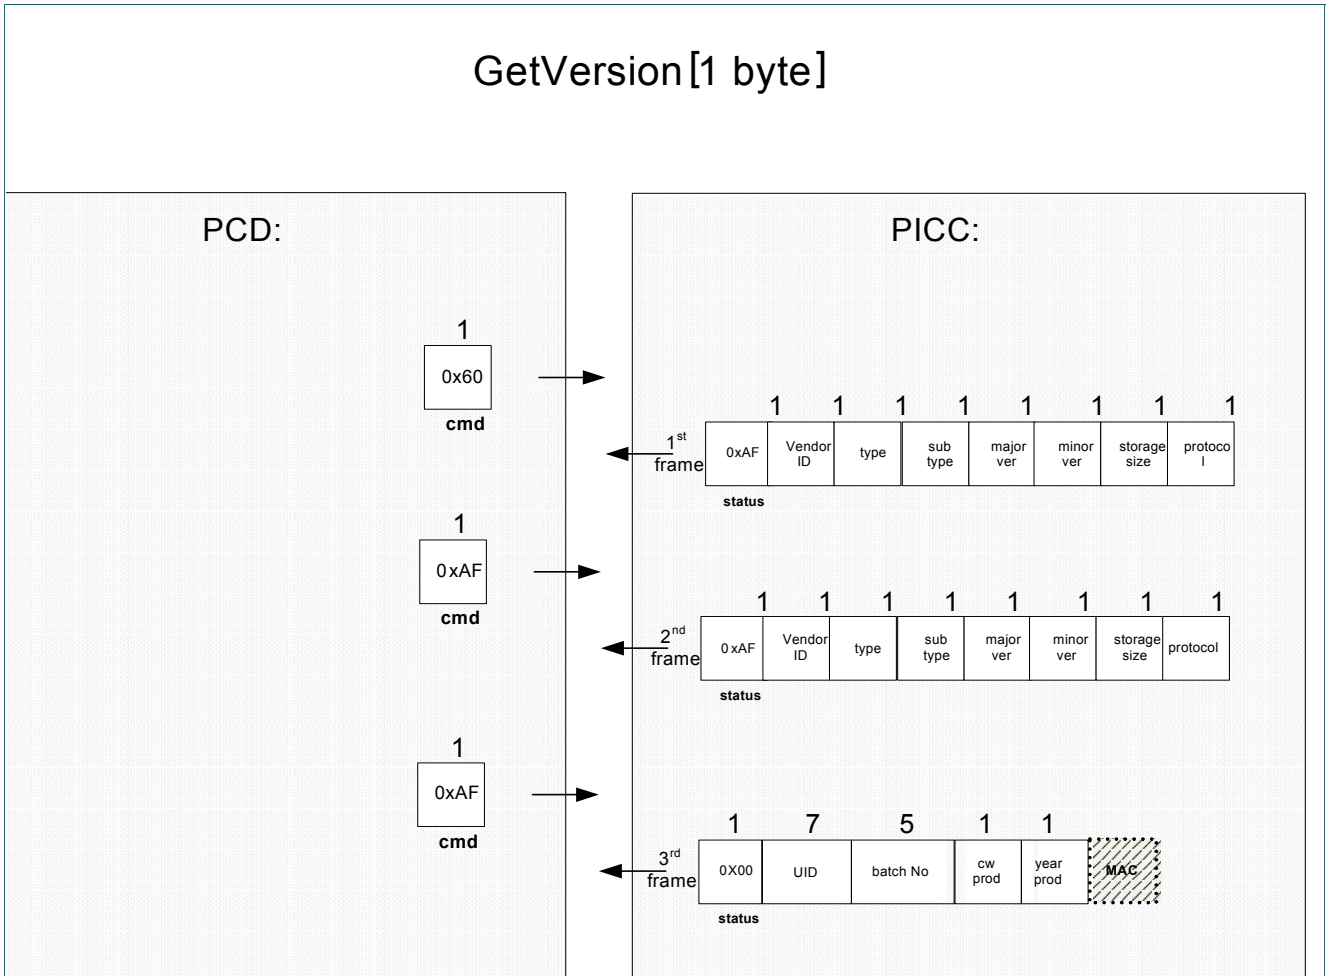 GetVersion[1 byte]
PCD:
PICC:
1
0x60
cmd
1 1 1 1 1 1 1 1
1st
frame
0xAF
Vendor
ID
type
sub
type
major
ver
minor
ver
storage
size
protoco
l
status
1
0xAF
cmd
1 1 1 1 1 1 1 1
2nd
frame
0xAF
Vendor
ID
type
sub
type
major
ver
minor
ver
storage
size
protocol
status
1
0xAF
cmd
1 7 5 1 1
3rd
frame
0X00
UID
batch No
cw
prod
year
prod
MAC
status